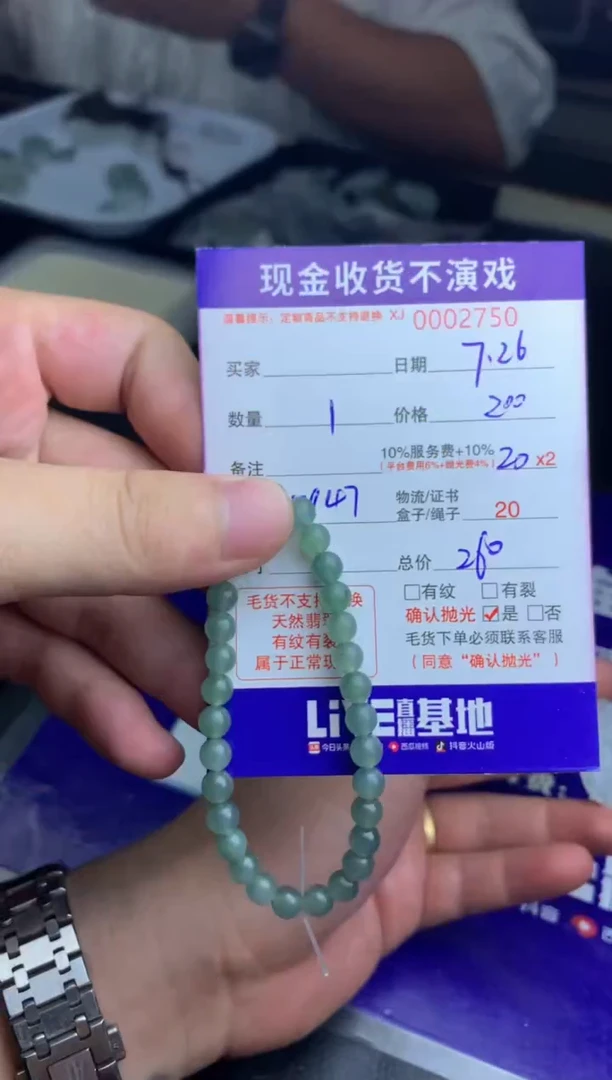 现金收货不演戏
温馨提示：定制商品不支持退换 XJ 0002750
买家 日期 7.26
数量 1 价格 200
备注 10%服务费+10% 20 x2
（平台费用6%+抛光费4%）
947 物流/证书 20
盒子/绳子
总价 260
毛货不支持 换 □有纹 □有裂
天然翡 确认抛光 ☑是 □否
有纹有裂 毛货下单必须联系客服
属于正常现 （同意“确认抛光”）
LiVE直播基地
今日头 西瓜视频 抖音火山版